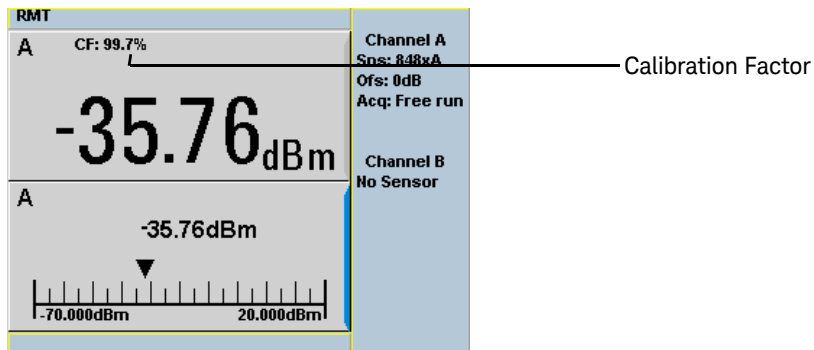 RMT
A
CF: 99.7%
-35.76dBm
A
-35.76dBm
-70.000dBm
20.000dBm
Channel A
Sns: 848xA
Ofs: 0dB
Acq: Free run
Channel B
No Sensor
Calibration Factor